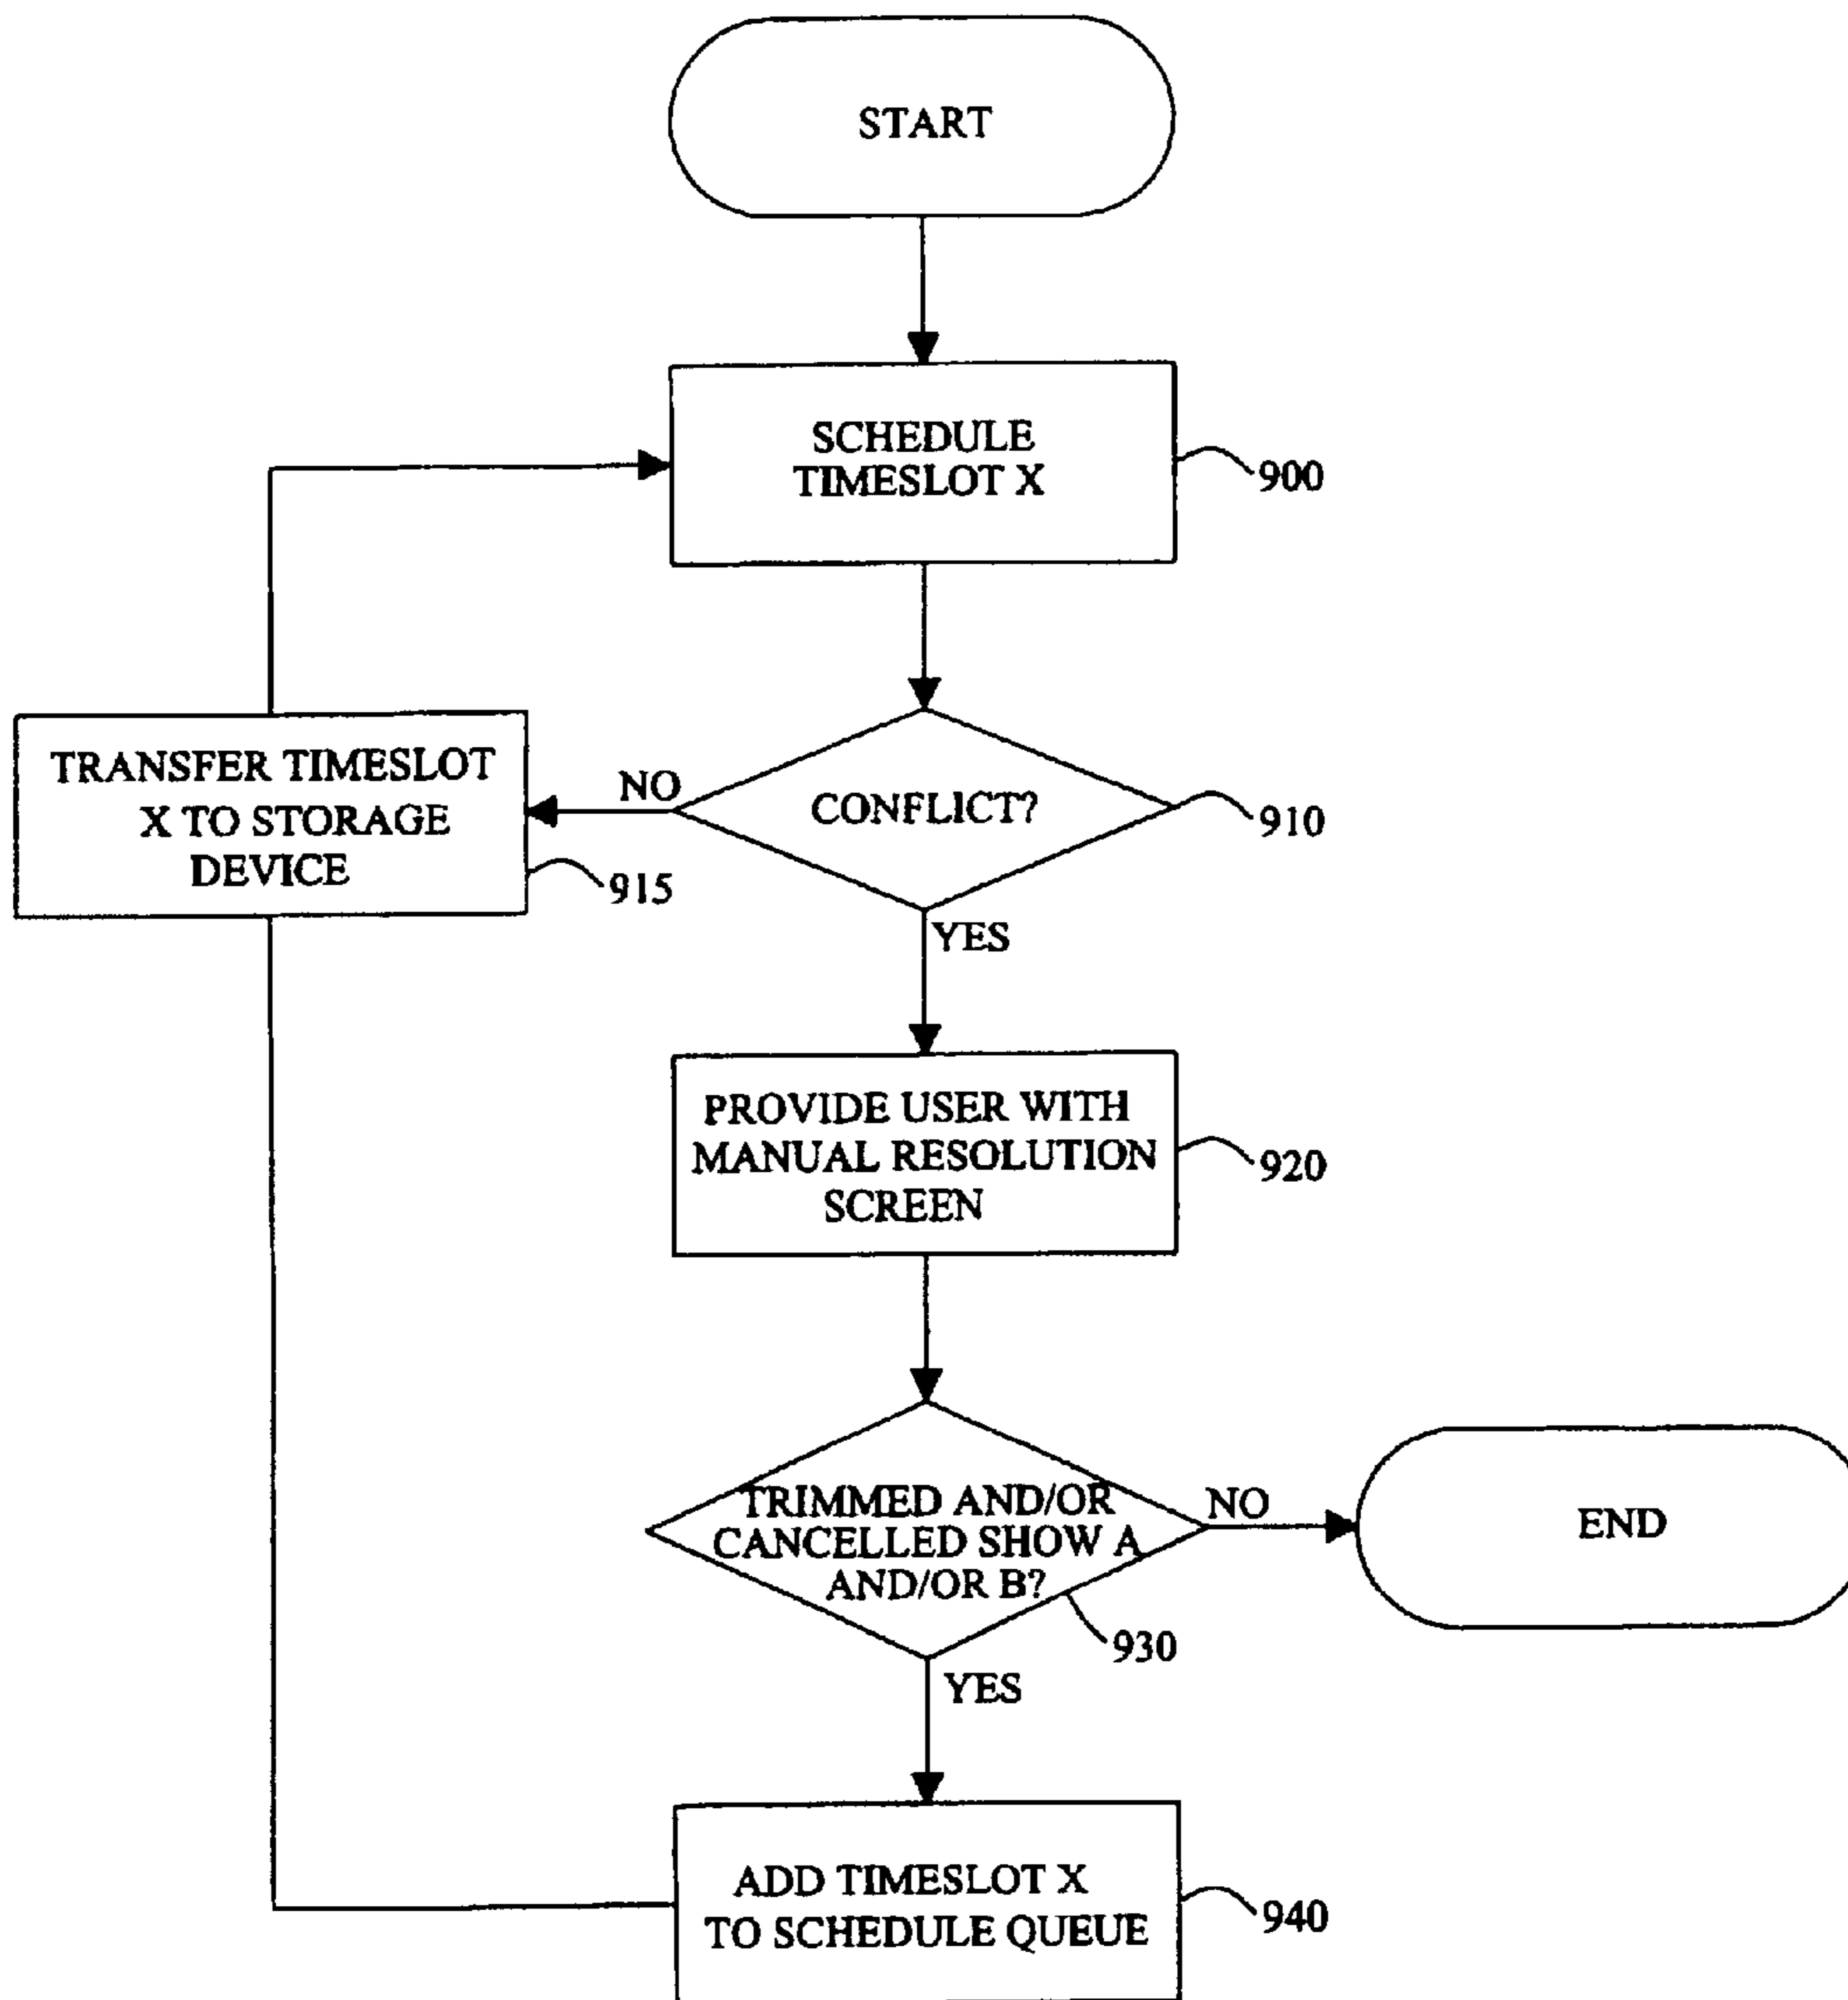 START
SCHEDULE
TIMESLOT X
900
TRANSFER TIMESLOT
X TO STORAGE
DEVICE
915
NO
CONFLICT?
910
YES
PROVIDE USER WITH
MANUAL RESOLUTION
SCREEN
920
TRIMMED AND/OR
CANCELLED SHOW A
AND/OR B?
930
NO
END
YES
ADD TIMESLOT X
TO SCHEDULE QUEUE
940